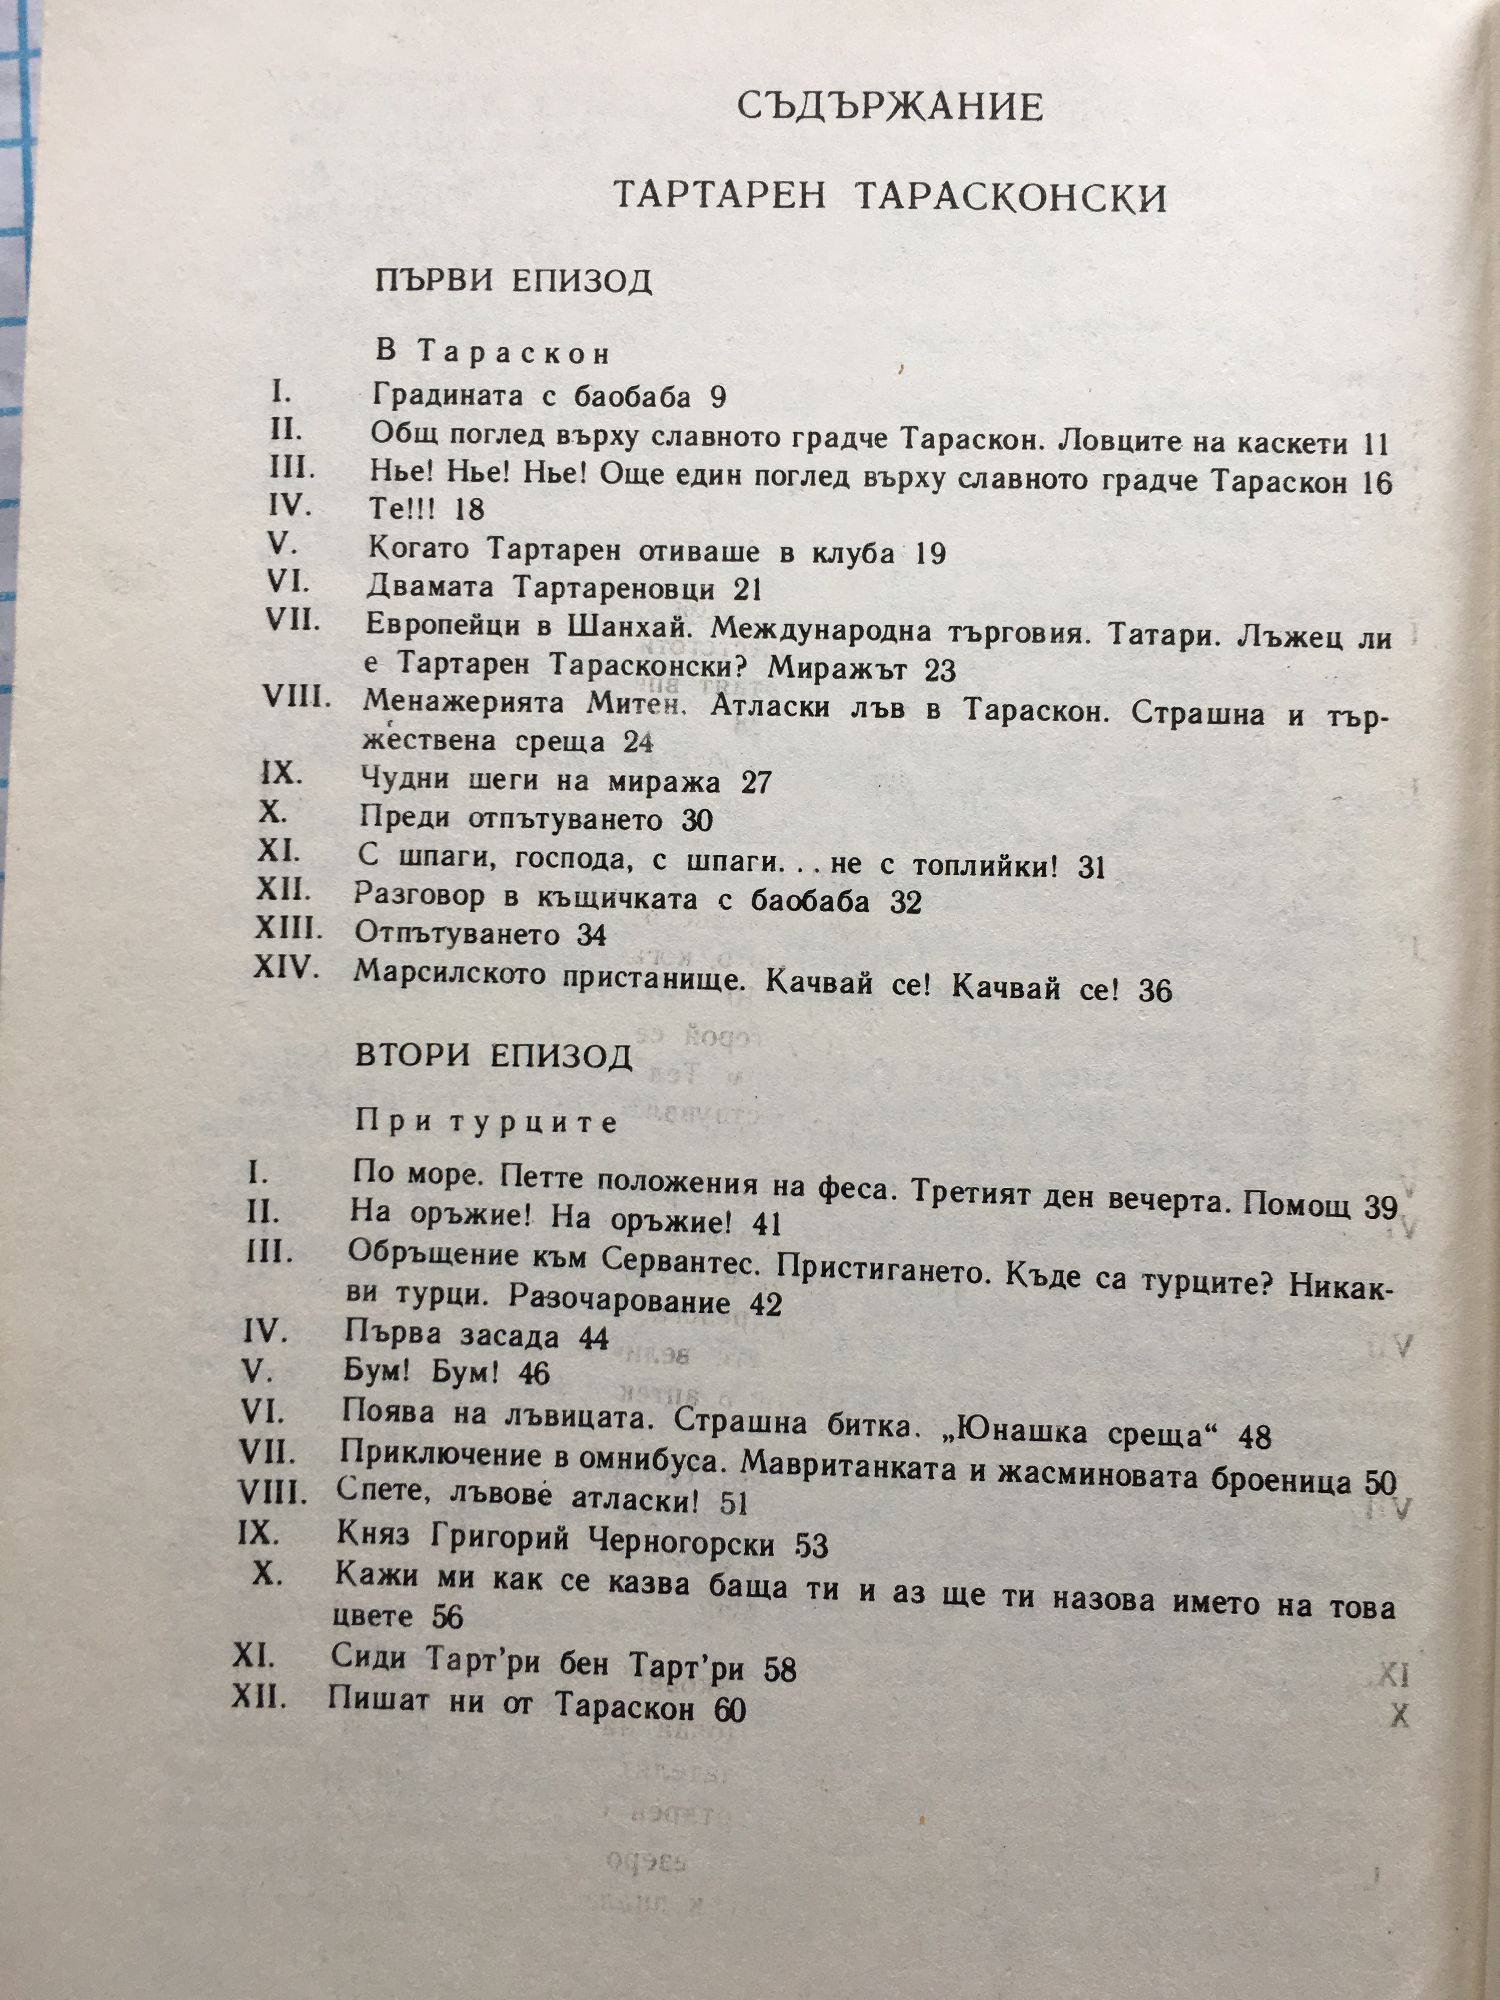 СЪДЪРЖАНИЕ
ТАРТАРЕН ТАРАСКОНСКИ
ПЪРВИ ЕПИЗОД
В Тараскон
I. Градината с баобаба 9
II. Общ поглед върху славното градче Тараскон. Ловците на каскети 11
III. Нье! Нье! Нье! Още един поглед върху славното градче Тараскон 16
IV. Те!!! 18
V. Когато Тартарен отиваше в клуба 19
VI. Двамата Тартареновци 21
VII. Европейци в Шанхай. Международна търговия. Татари. Лъжец ли
е Тартарен Тарасконски? Миражът 23
VIII. Менажерията Митен. Атласки лъв в Тараскон. Страшна и тър-
жествена среща 24
IX. Чудни шеги на миража 27
X. Преди отпътуването 30
XI. С шпаги, господа, с шпаги... не с топлийки! 31
XII. Разговор в къщичката с баобаба 32
XIII. Отпътуването 34
XIV. Марсилското пристанище. Качвай се! Качвай се! 36
ВТОРИ ЕПИЗОД
При турците
I. По море. Петте положения на феса. Третият ден вечерта. Помощ 39
II. На оръжие! На оръжие! 41
III. Обръщение към Сервантес. Пристигането. Къде са турците? Никак-
ви турци. Разочарование 42
IV. Първа засада 44
V. Бум! Бум! 46
VI. Поява на лъвицата. Страшна битка. „Юнашка среща“ 48
VII. Приключение в омнибуса. Мавританката и жасминовата броеница 50
VIII. Спете, лъвове атласки! 51
IX. Княз Григорий Черногорски 53
X. Кажи ми как се казва баща ти и аз ще ти назова името на това
цвете 56
XI. Сиди Тарт’ри бен Тарт’ри 58
XII. Пишат ни от Тараскон 60